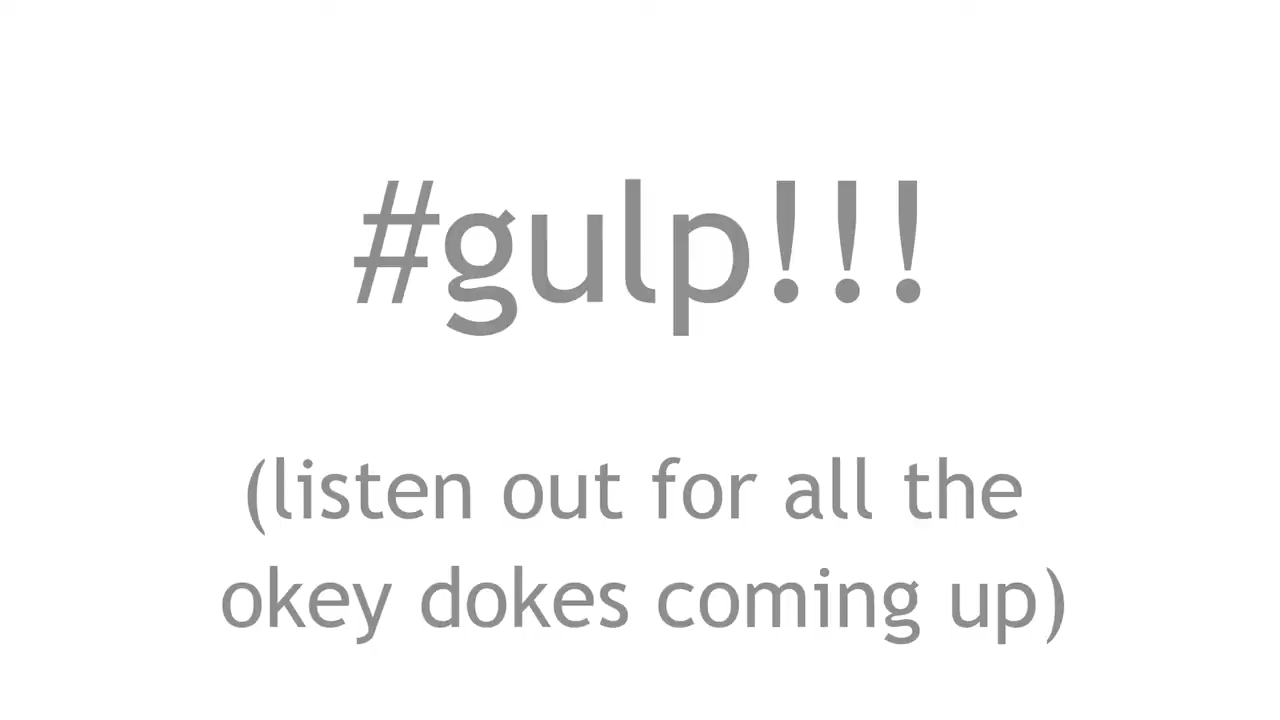 #gulp!!!
(listen out for all the
okey dokes coming up)